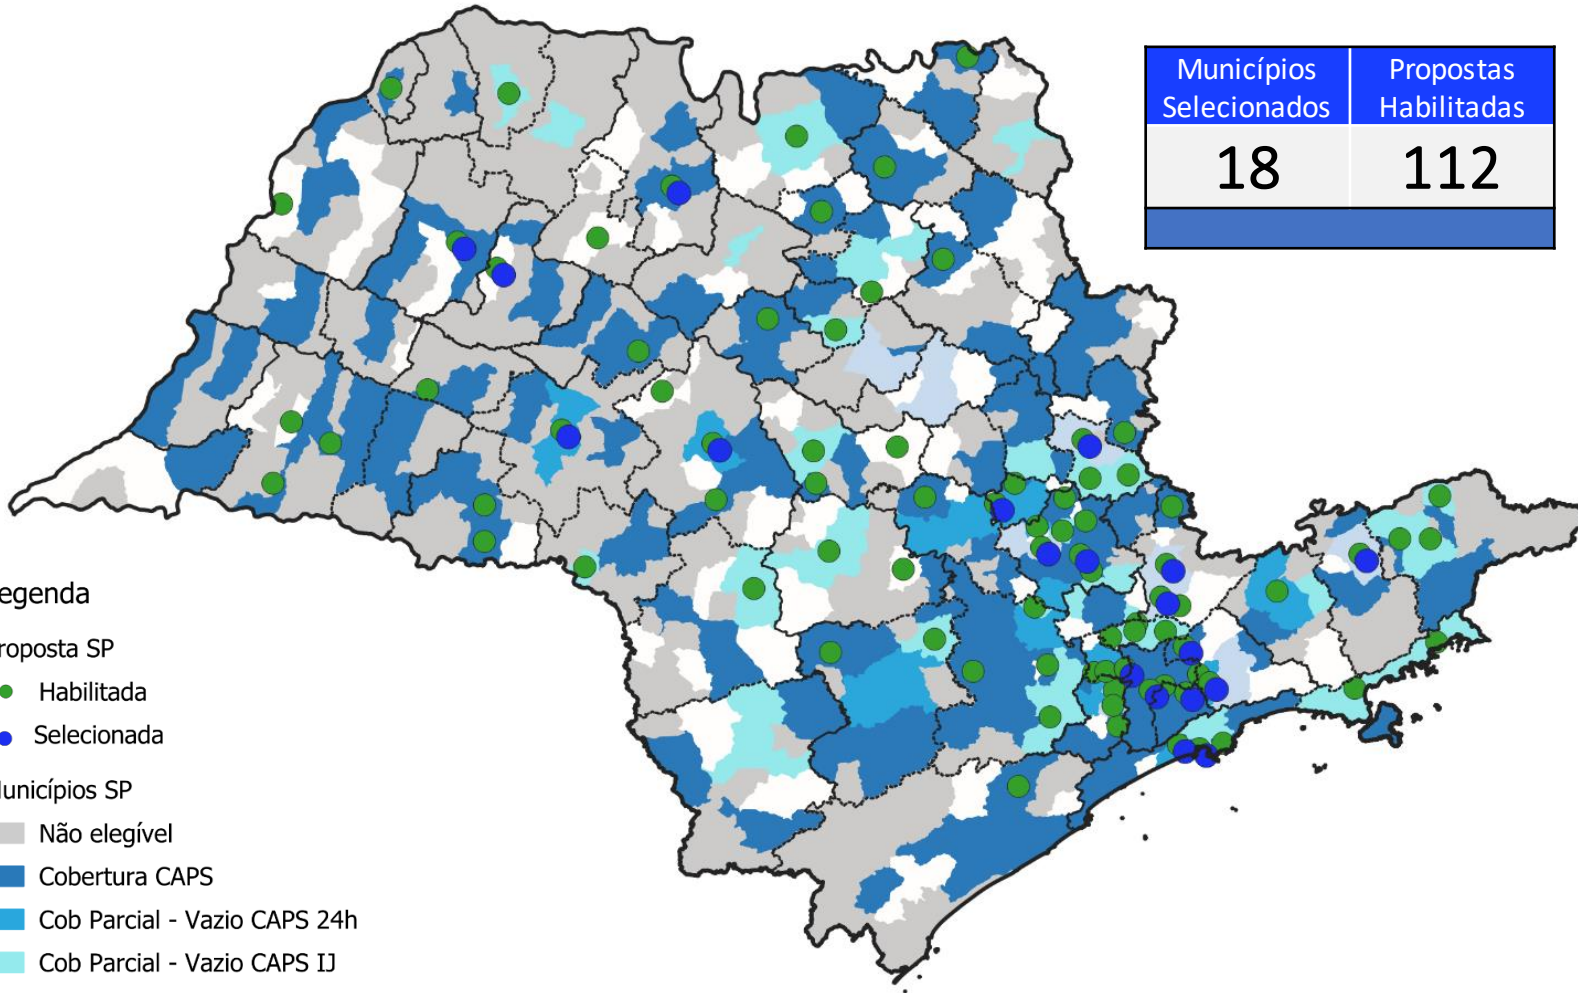 Municípios Selecionados
Propostas Habilitadas
18
112
egenda
roposta SP
Habilitada
Selecionada
unicípios SP
Não elegível
Cobertura CAPS
Cob Parcial - Vazio CAPS 24h
Cob Parcial - Vazio CAPS IJ